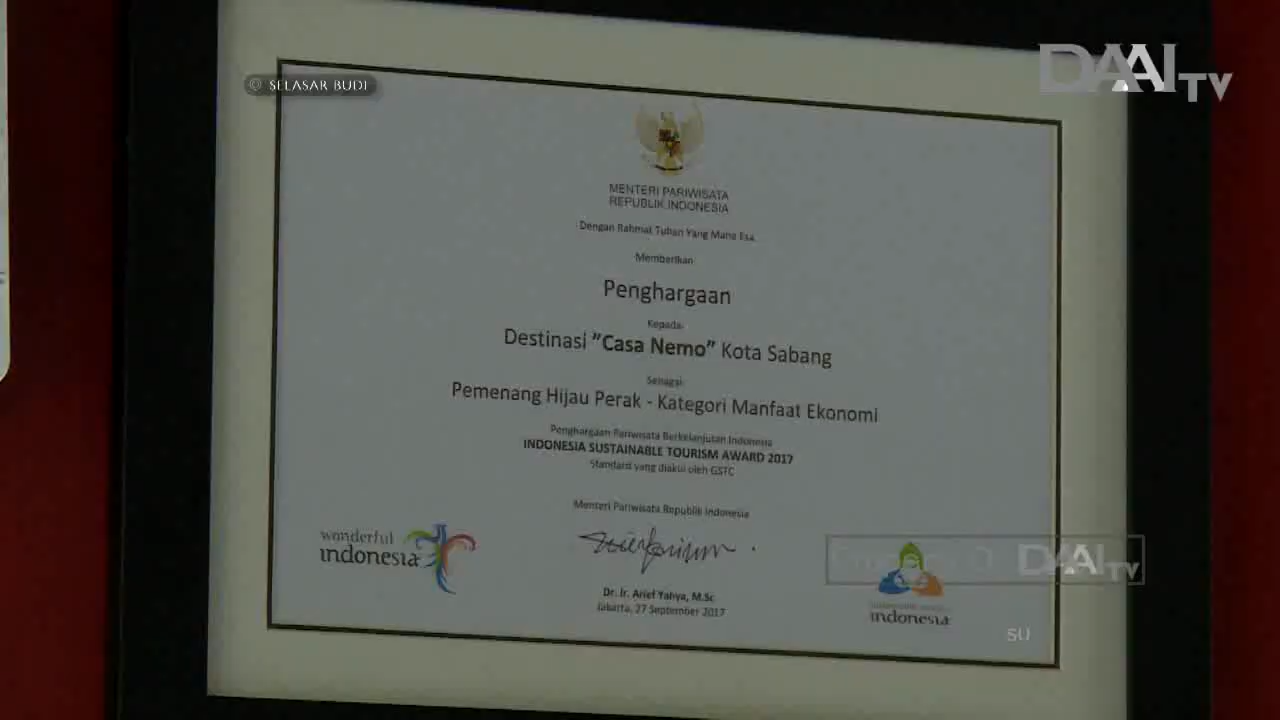 © SELASAR BUDI
DAAI TV
MENTERI PARIWISATA
REPUBLIK INDONESIA
Dengan Rahmat Tuhan Yang Maha Esa
Memberikan
Penghargaan
Kepada
Destinasi "Casa Nemo" Kota Sabang
Sebagai
Pemenang Hijau Perak - Kategori Manfaat Ekonomi
Penghargaan Pariwisata Berkelanjutan Indonesia
INDONESIA SUSTAINABLE TOURISM AWARD 2017
Standard yang diakui oleh GSTC
Menteri Pariwisata Republik Indonesia
wonderful
indonesia
Dr. Ir. Arief Yahya, M.Sc
Jakarta, 27 September 2017
DAAI TV
indonesia
SU